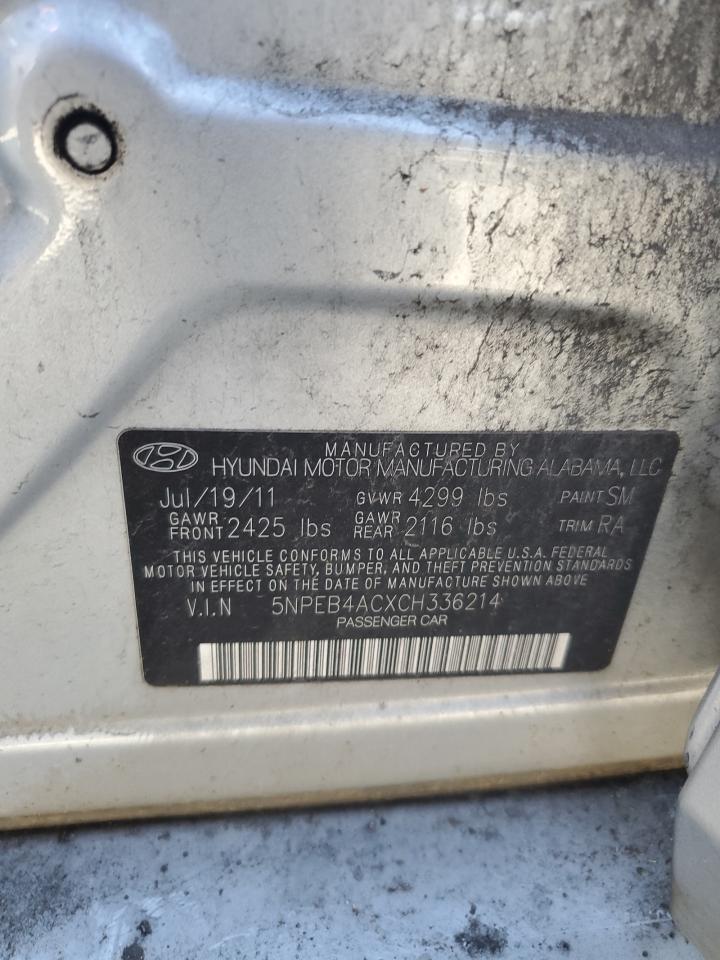 MANUFACTURED BY
HYUNDAI MOTOR MANUFACTURING ALABAMA, LLC
Jul/19/11 GVWR 4299 lbs PAINT SM
GAWR FRONT 2425 lbs GAWR REAR 2116 lbs TRIM RA
THIS VEHICLE CONFORMS TO ALL APPLICABLE U.S.A. FEDERAL
MOTOR VEHICLE SAFETY, BUMPER, AND THEFT PREVENTION STANDARDS
IN EFFECT ON THE DATE OF MANUFACTURE SHOWN ABOVE
V.I.N 5NPEB4ACXCH336214
PASSENGER CAR